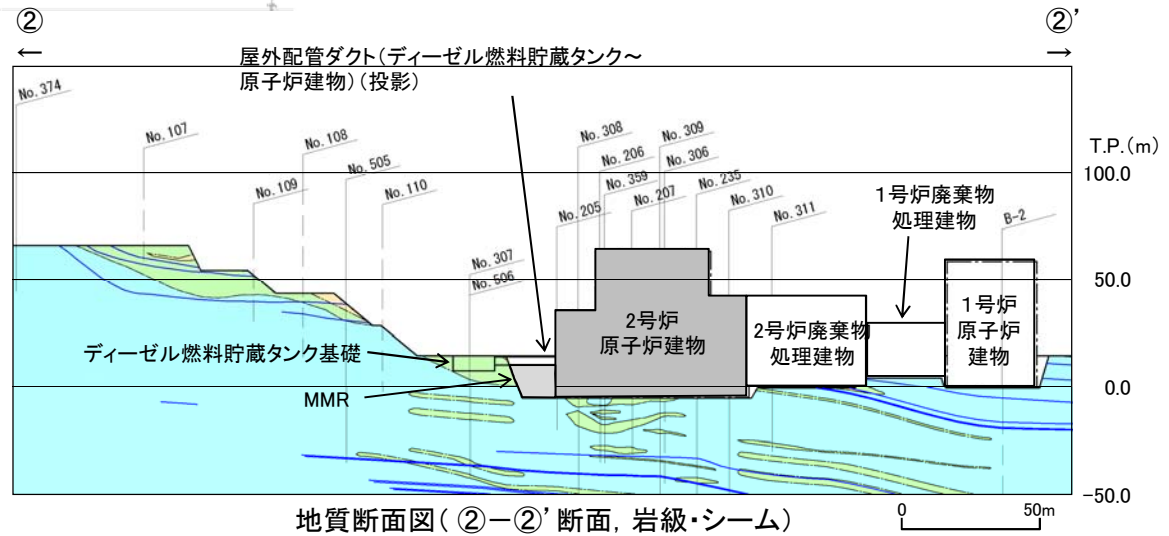 ② ②’
← →
屋外配管ダクト(ディーゼル燃料貯蔵タンク～
原子炉建物)(投影)
No. 374
No. 107
No. 108
No. 109
No. 505
No. 110
No. 307
No. 506
No. 308
No. 206
No. 359
No. 205
No. 309
No. 306
No. 207
No. 235
No. 310
No. 311
B-2
T.P.(m)
100.0
50.0
0.0
-50.0
1号炉廃棄物
処理建物
2号炉
原子炉建物
2号炉廃棄物
処理建物
1号炉
原子炉
建物
ディーゼル燃料貯蔵タンク基礎
MMR
地質断面図(②－②’断面, 岩級・シーム)
0 50m